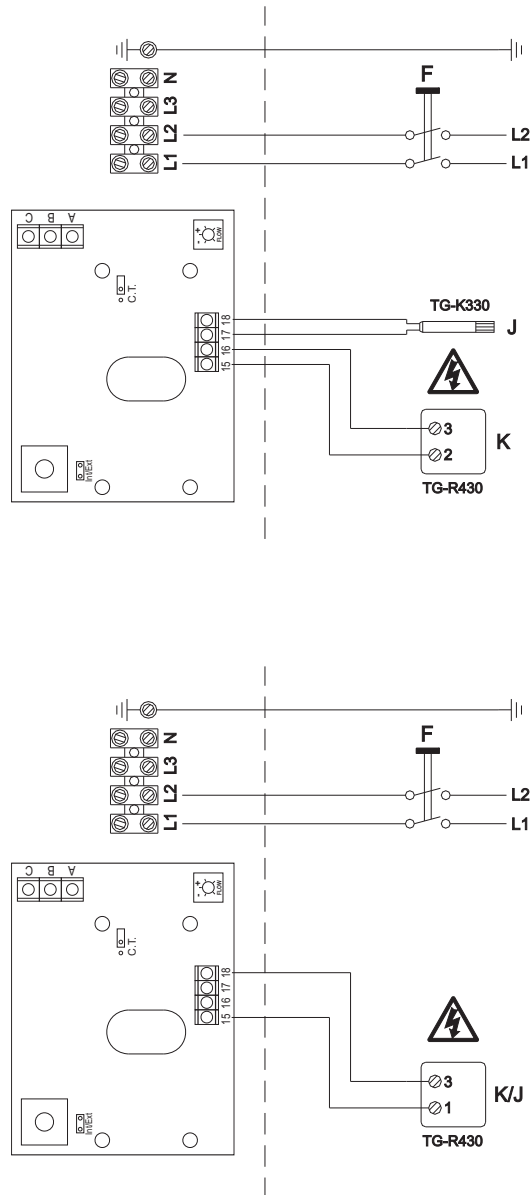 N
L3
L2
L1
F
L2
L1
C B A
+
-
FLOW
C.T.
18
17
16
15
Int/Ext
TG-K330
J
3
2
K
TG-R430
N
L3
L2
L1
F
L2
L1
C B A
+
-
FLOW
C.T.
18
17
16
15
Int/Ext
3
1
K/J
TG-R430